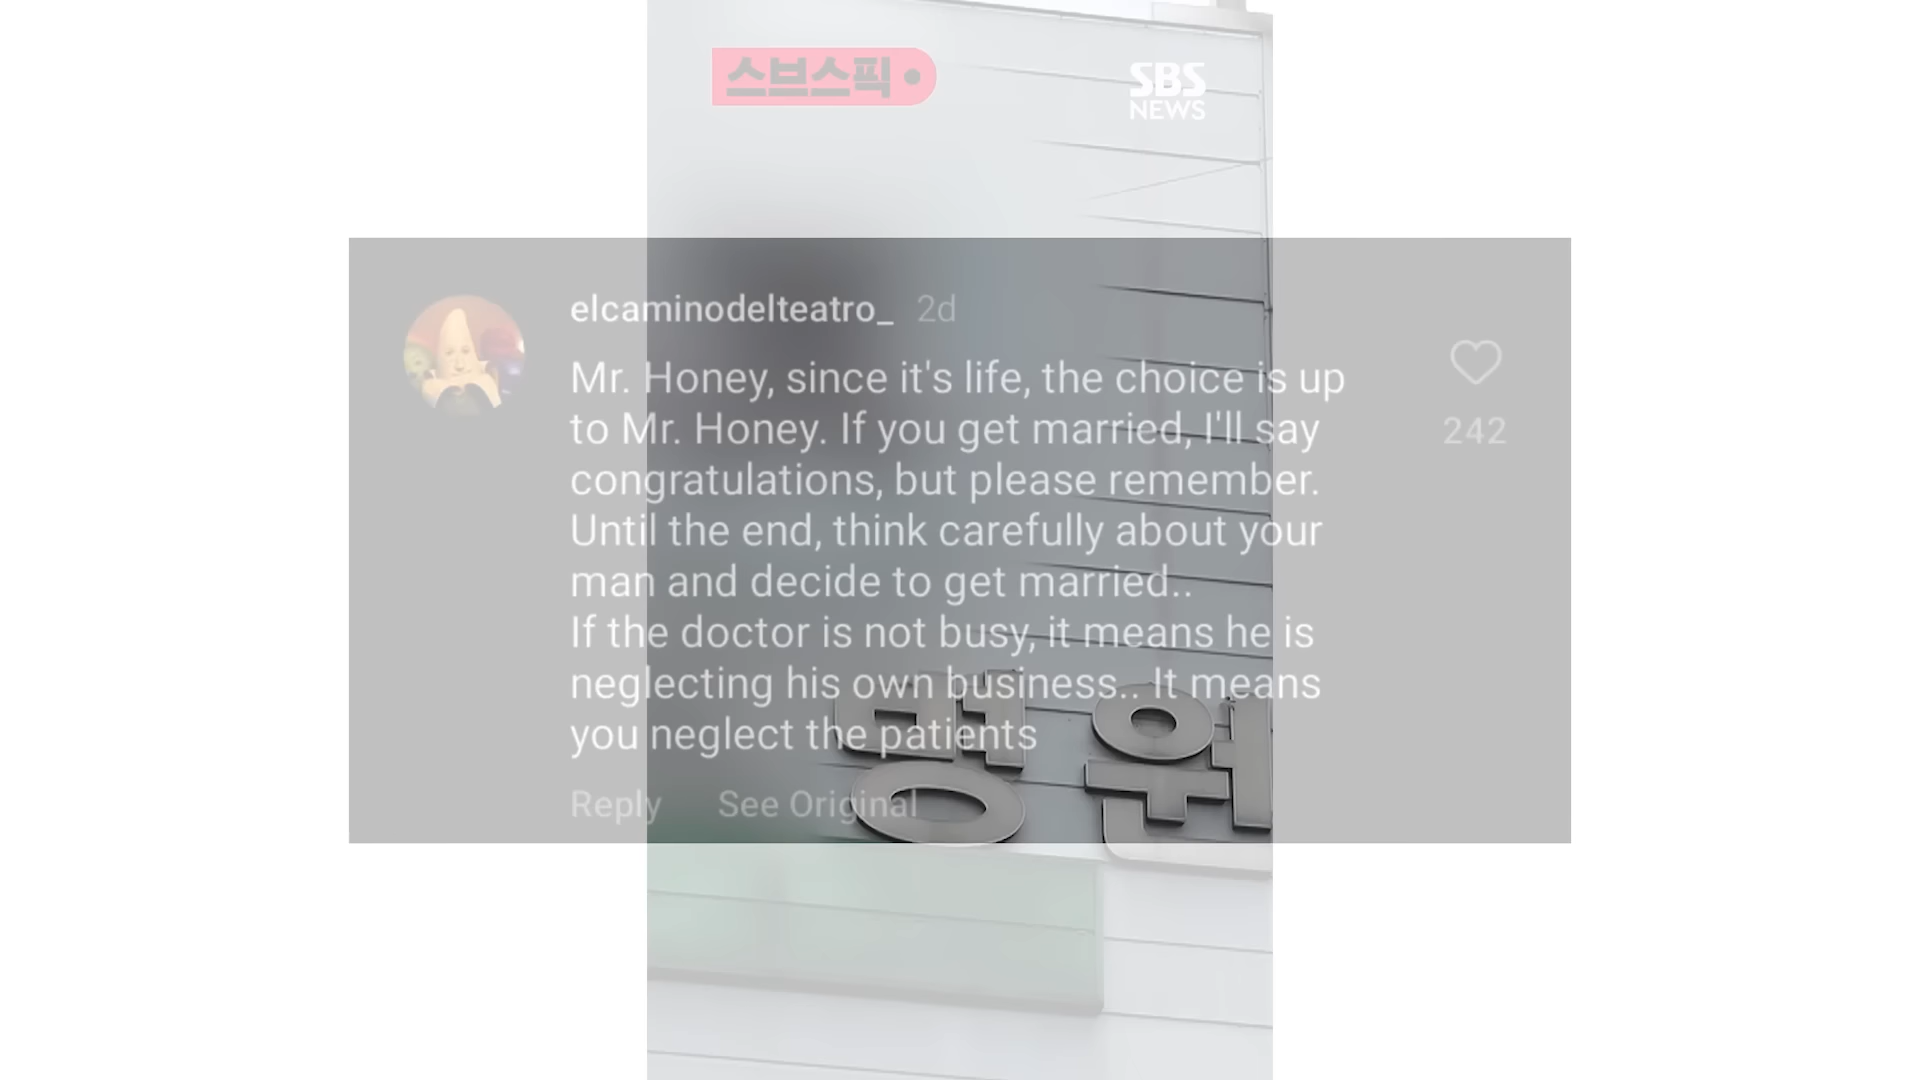 스브스픽
SBS
NEWS
elcaminodelteatro_ 2d
Mr. Honey, since it's life, the choice is up
to Mr. Honey. If you get married, I'll say
congratulations, but please remember.
Until the end, think carefully about your
man and decide to get married..
If the doctor is not busy, it means he is
neglecting his own business.. It means
you neglect the patients
242
Reply See Original
병원